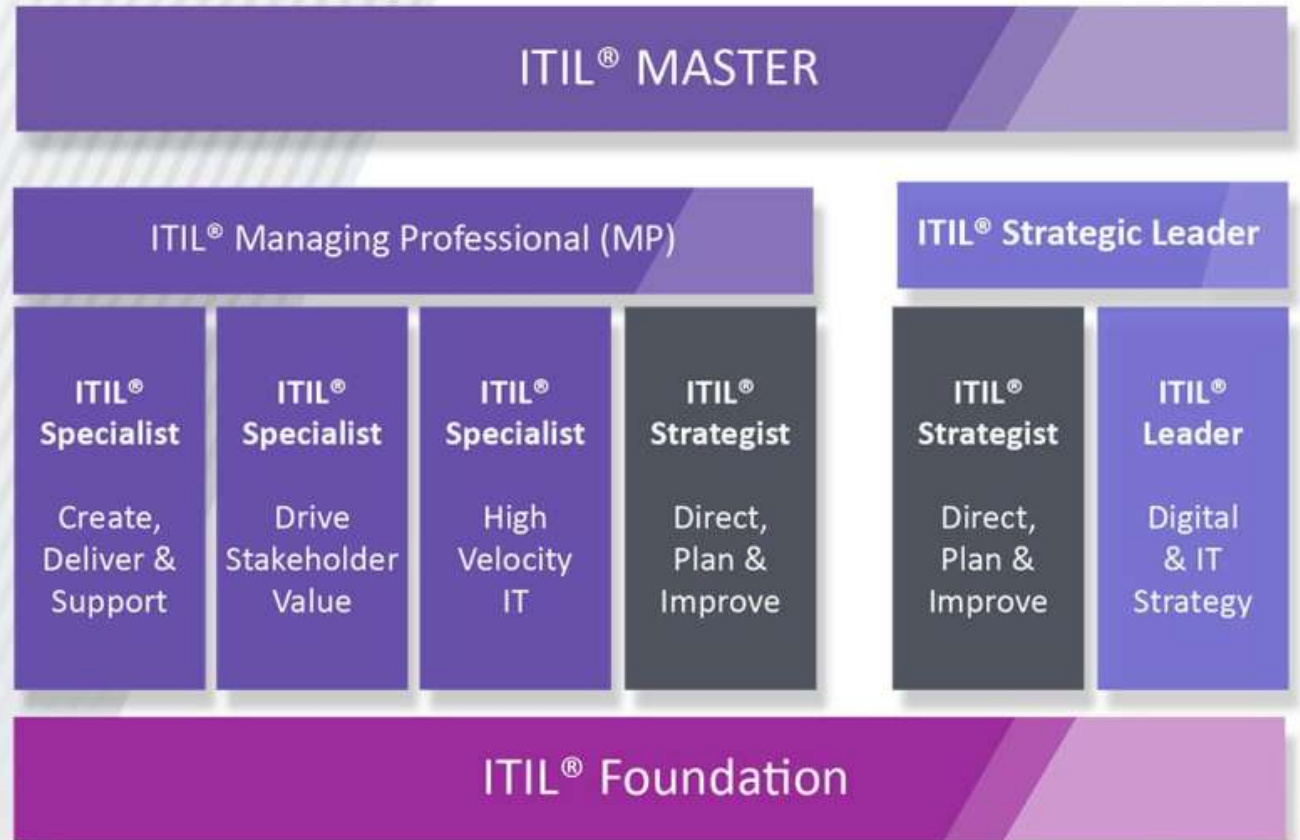 ITIL® MASTER
ITIL® Managing Professional (MP)
ITIL® Strategic Leader
ITIL®
Specialist
Create,
Deliver &
Support
ITIL®
Specialist
Drive
Stakeholder
Value
ITIL®
Specialist
High
Velocity
IT
ITIL®
Strategist
Direct,
Plan &
Improve
ITIL®
Strategist
Direct,
Plan &
Improve
ITIL®
Leader
Digital
& IT
Strategy
ITIL® Foundation